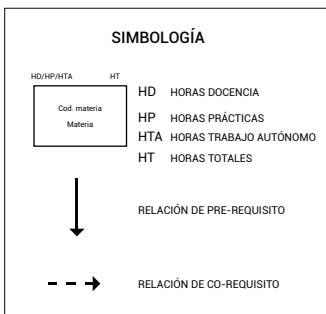 SIMBOLOGÍA
HD/HP/HTA HT
Cod. materia
Materia
HD HORAS DOCENCIA
HP HORAS PRÁCTICAS
HTA HORAS TRABAJO AUTÓNOMO
HT HORAS TOTALES
RELACIÓN DE PRE-REQUISITO
RELACIÓN DE CO-REQUISITO